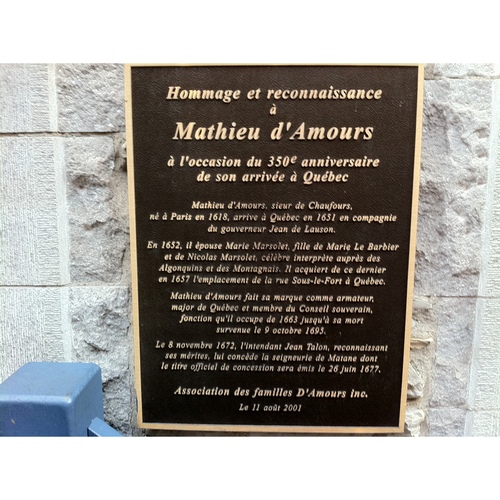 Hommage et reconnaissance
à
Mathieu d'Amours
à l'occasion du 350e anniversaire
de son arrivée à Québec
Mathieu d'Amours, sieur de Chaufours,
né à Paris en 1618, arrive à Québec en 1651 en compagnie
du gouverneur Jean de Lauson.
En 1652, il épouse Marie Marsolet, fille de Marie Le Barbier
et de Nicolas Marsolet, célèbre interprète auprès des
Algonquins et des Montagnais. Il acquiert de ce dernier
en 1657 l'emplacement de la rue Sous-le-Fort à Québec.
Mathieu d'Amours fait sa marque comme armateur,
major de Québec et membre du Conseil souverain,
fonction qu'il occupe de 1663 jusqu'à sa mort
survenue le 9 octobre 1695.
Le 8 novembre 1672, l'intendant Jean Talon, reconnaissant
ses mérites, lui concède la seigneurie de Matane dont
le titre officiel de concession sera émis le 26 juin 1677.
Association des familles D'Amours inc.
Le 11 août 2001